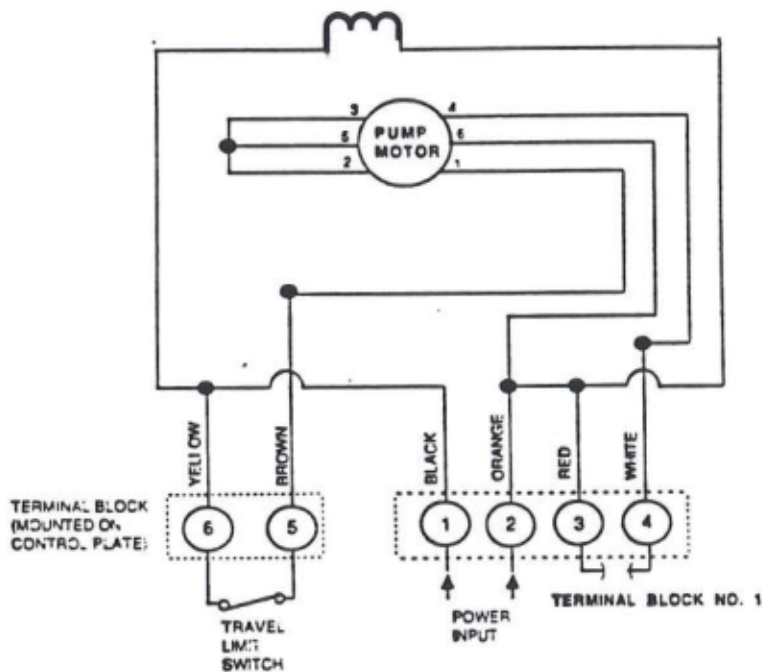 3
4
5
PUMP
MOTOR
6
2
1
YELLOW
BROWN
BLACK
ORANGE
RED
WHITE
TERMINAL BLOCK
(MOUNTED ON
CONTROL PLATE)
6
5
1
2
3
4
TRAVEL
LIMIT
SWITCH
POWER
INPUT
TERMINAL BLOCK NO. 1